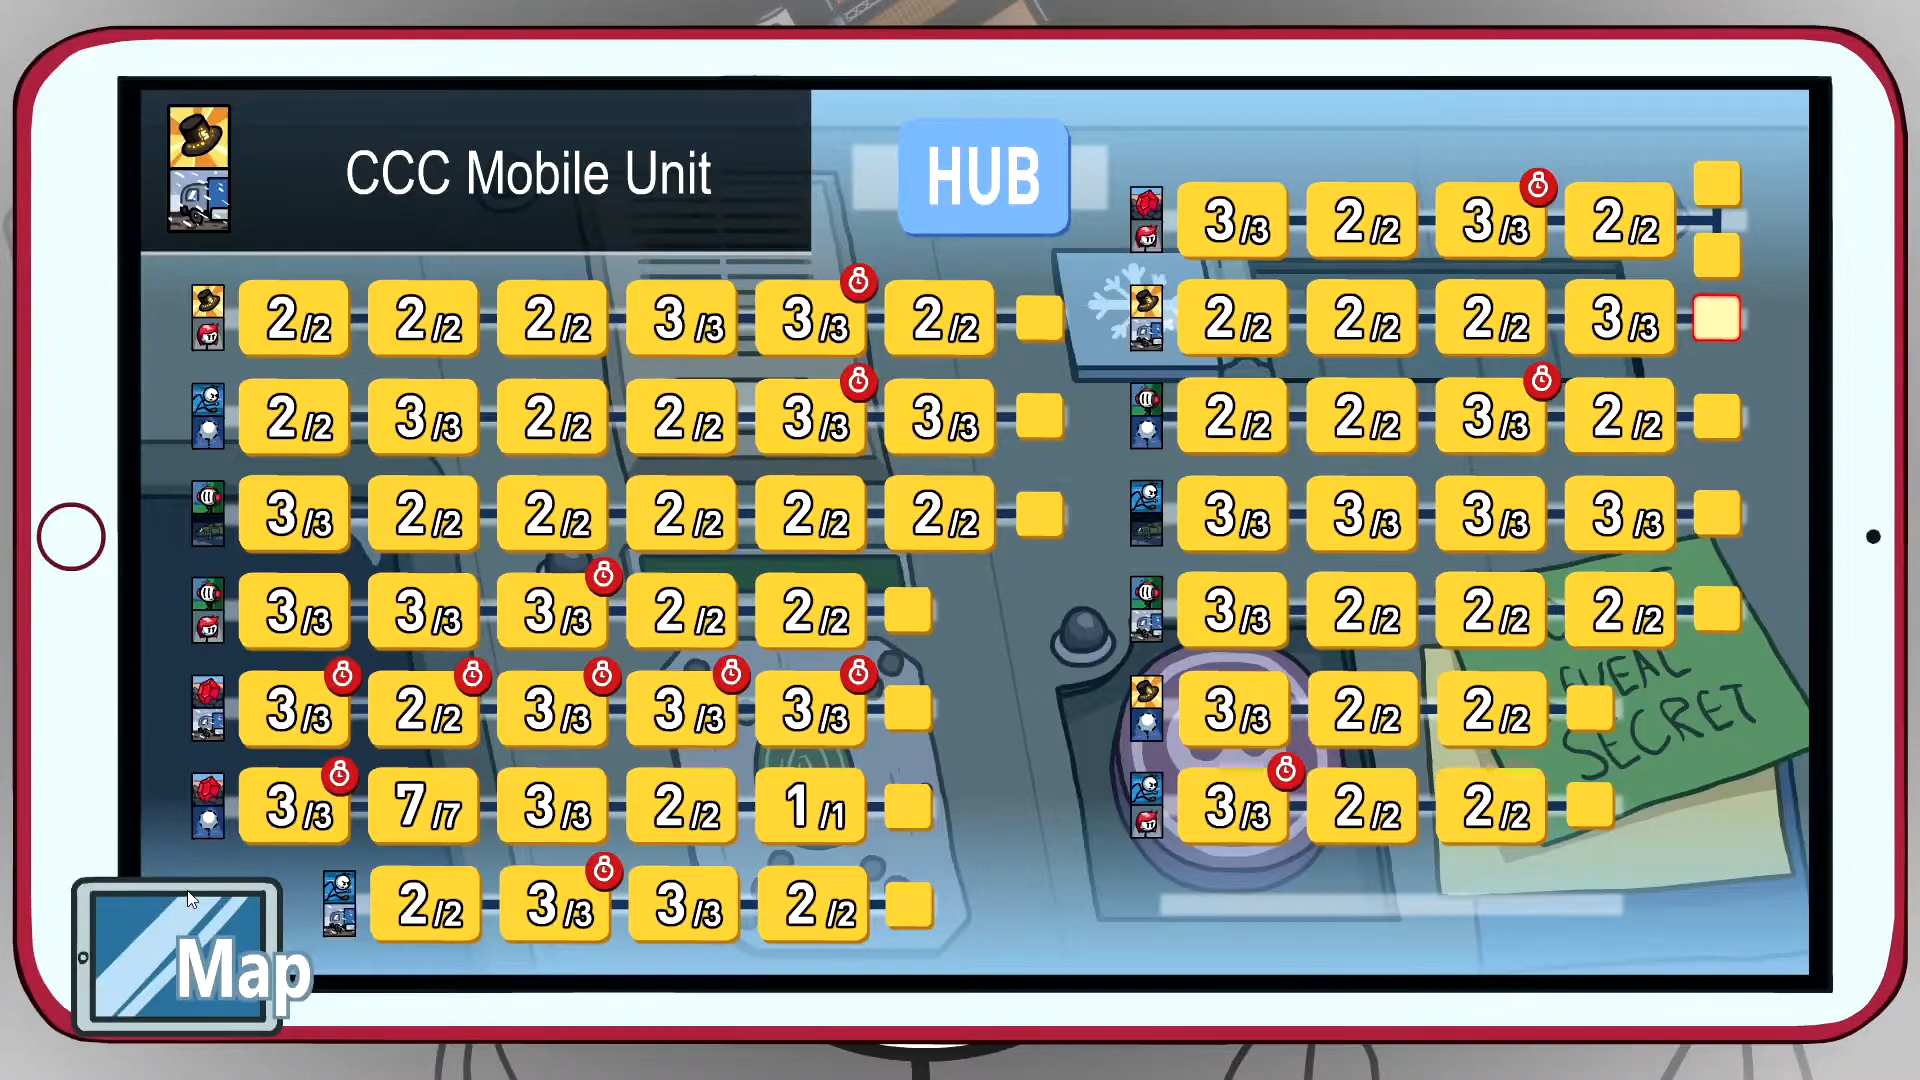 CCC Mobile Unit
HUB
2/2 2/2 2/2 3/3 3/3 2/2
2/2 3/3 2/2 2/2 3/3 3/3
3/3 2/2 2/2 2/2 2/2 2/2
3/3 3/3 3/3 2/2 2/2
3/3 2/2 3/3 3/3 3/3
3/3 7/7 3/3 2/2 1/1
2/2 3/3 3/3 2/2
Map
3/3 2/2 3/3 2/2
2/2 2/2 2/2 3/3
2/2 2/2 3/3 2/2
3/3 3/3 3/3 3/3
3/3 2/2 2/2 2/2
3/3 2/2 2/2
3/3 2/2 2/2
SECRET